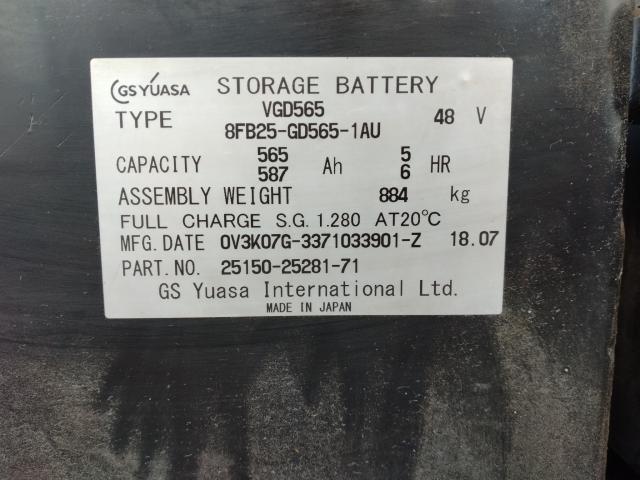 GS YUASA STORAGE BATTERY
TYPE VGD565 48 V
8FB25-GD565-1AU
CAPACITY 565 Ah 5 HR
587 6
ASSEMBLY WEIGHT 884 kg
FULL CHARGE S.G. 1.280 AT20°C
MFG. DATE 0V3K07G-3371033901-Z 18.07
PART. NO. 25150-25281-71
GS Yuasa International Ltd.
MADE IN JAPAN